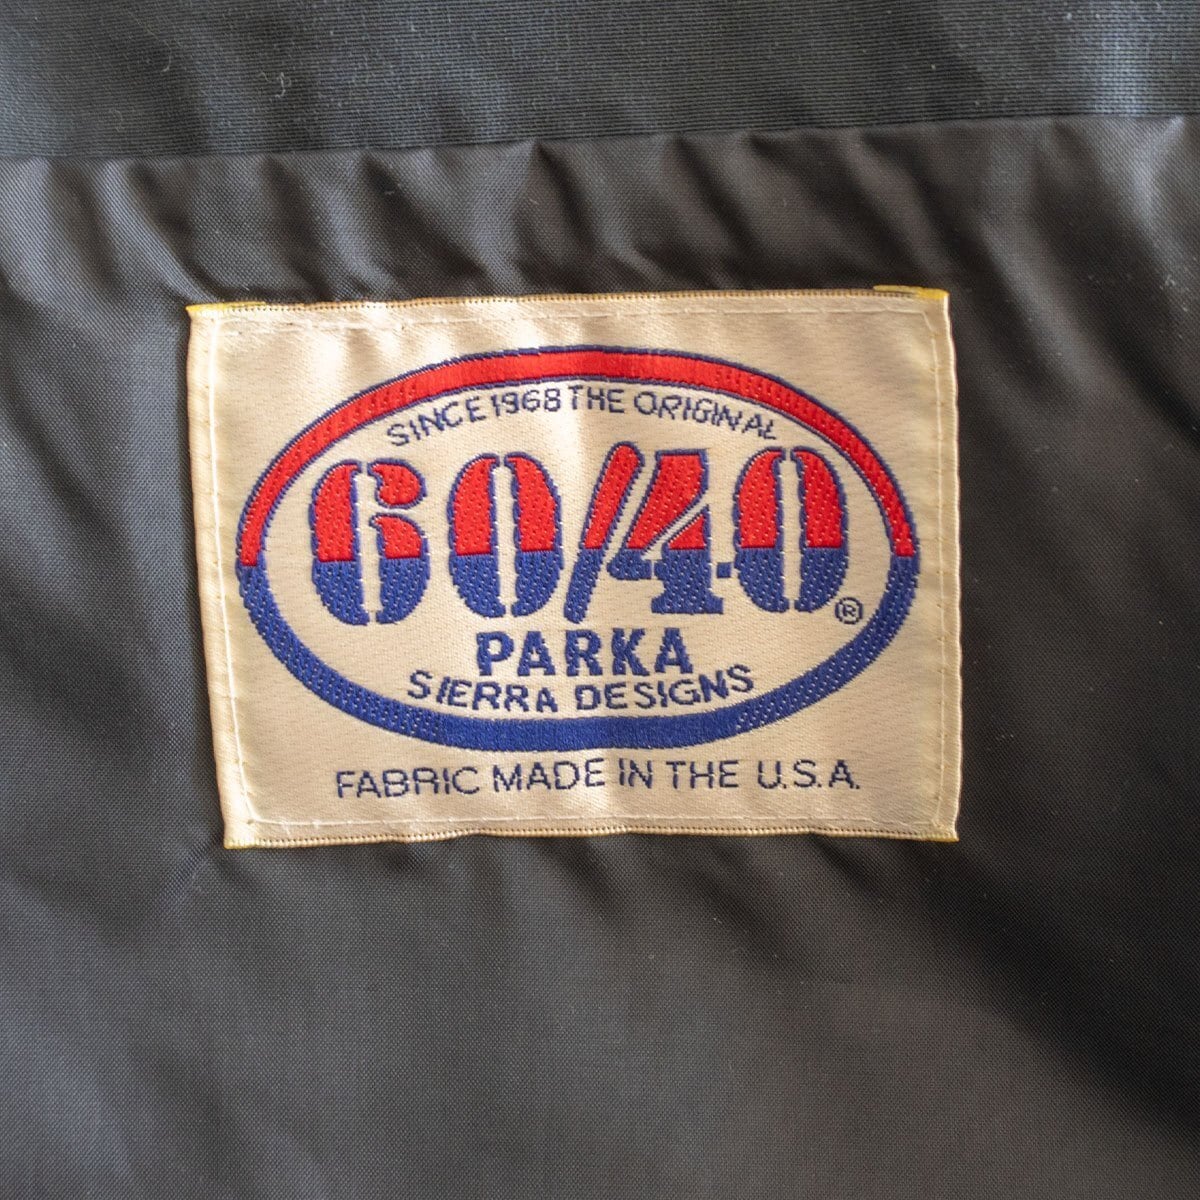 SINCE 1968 THE ORIGINAL
60/40®
PARKA
SIERRA DESIGNS
FABRIC MADE IN THE U.S.A.